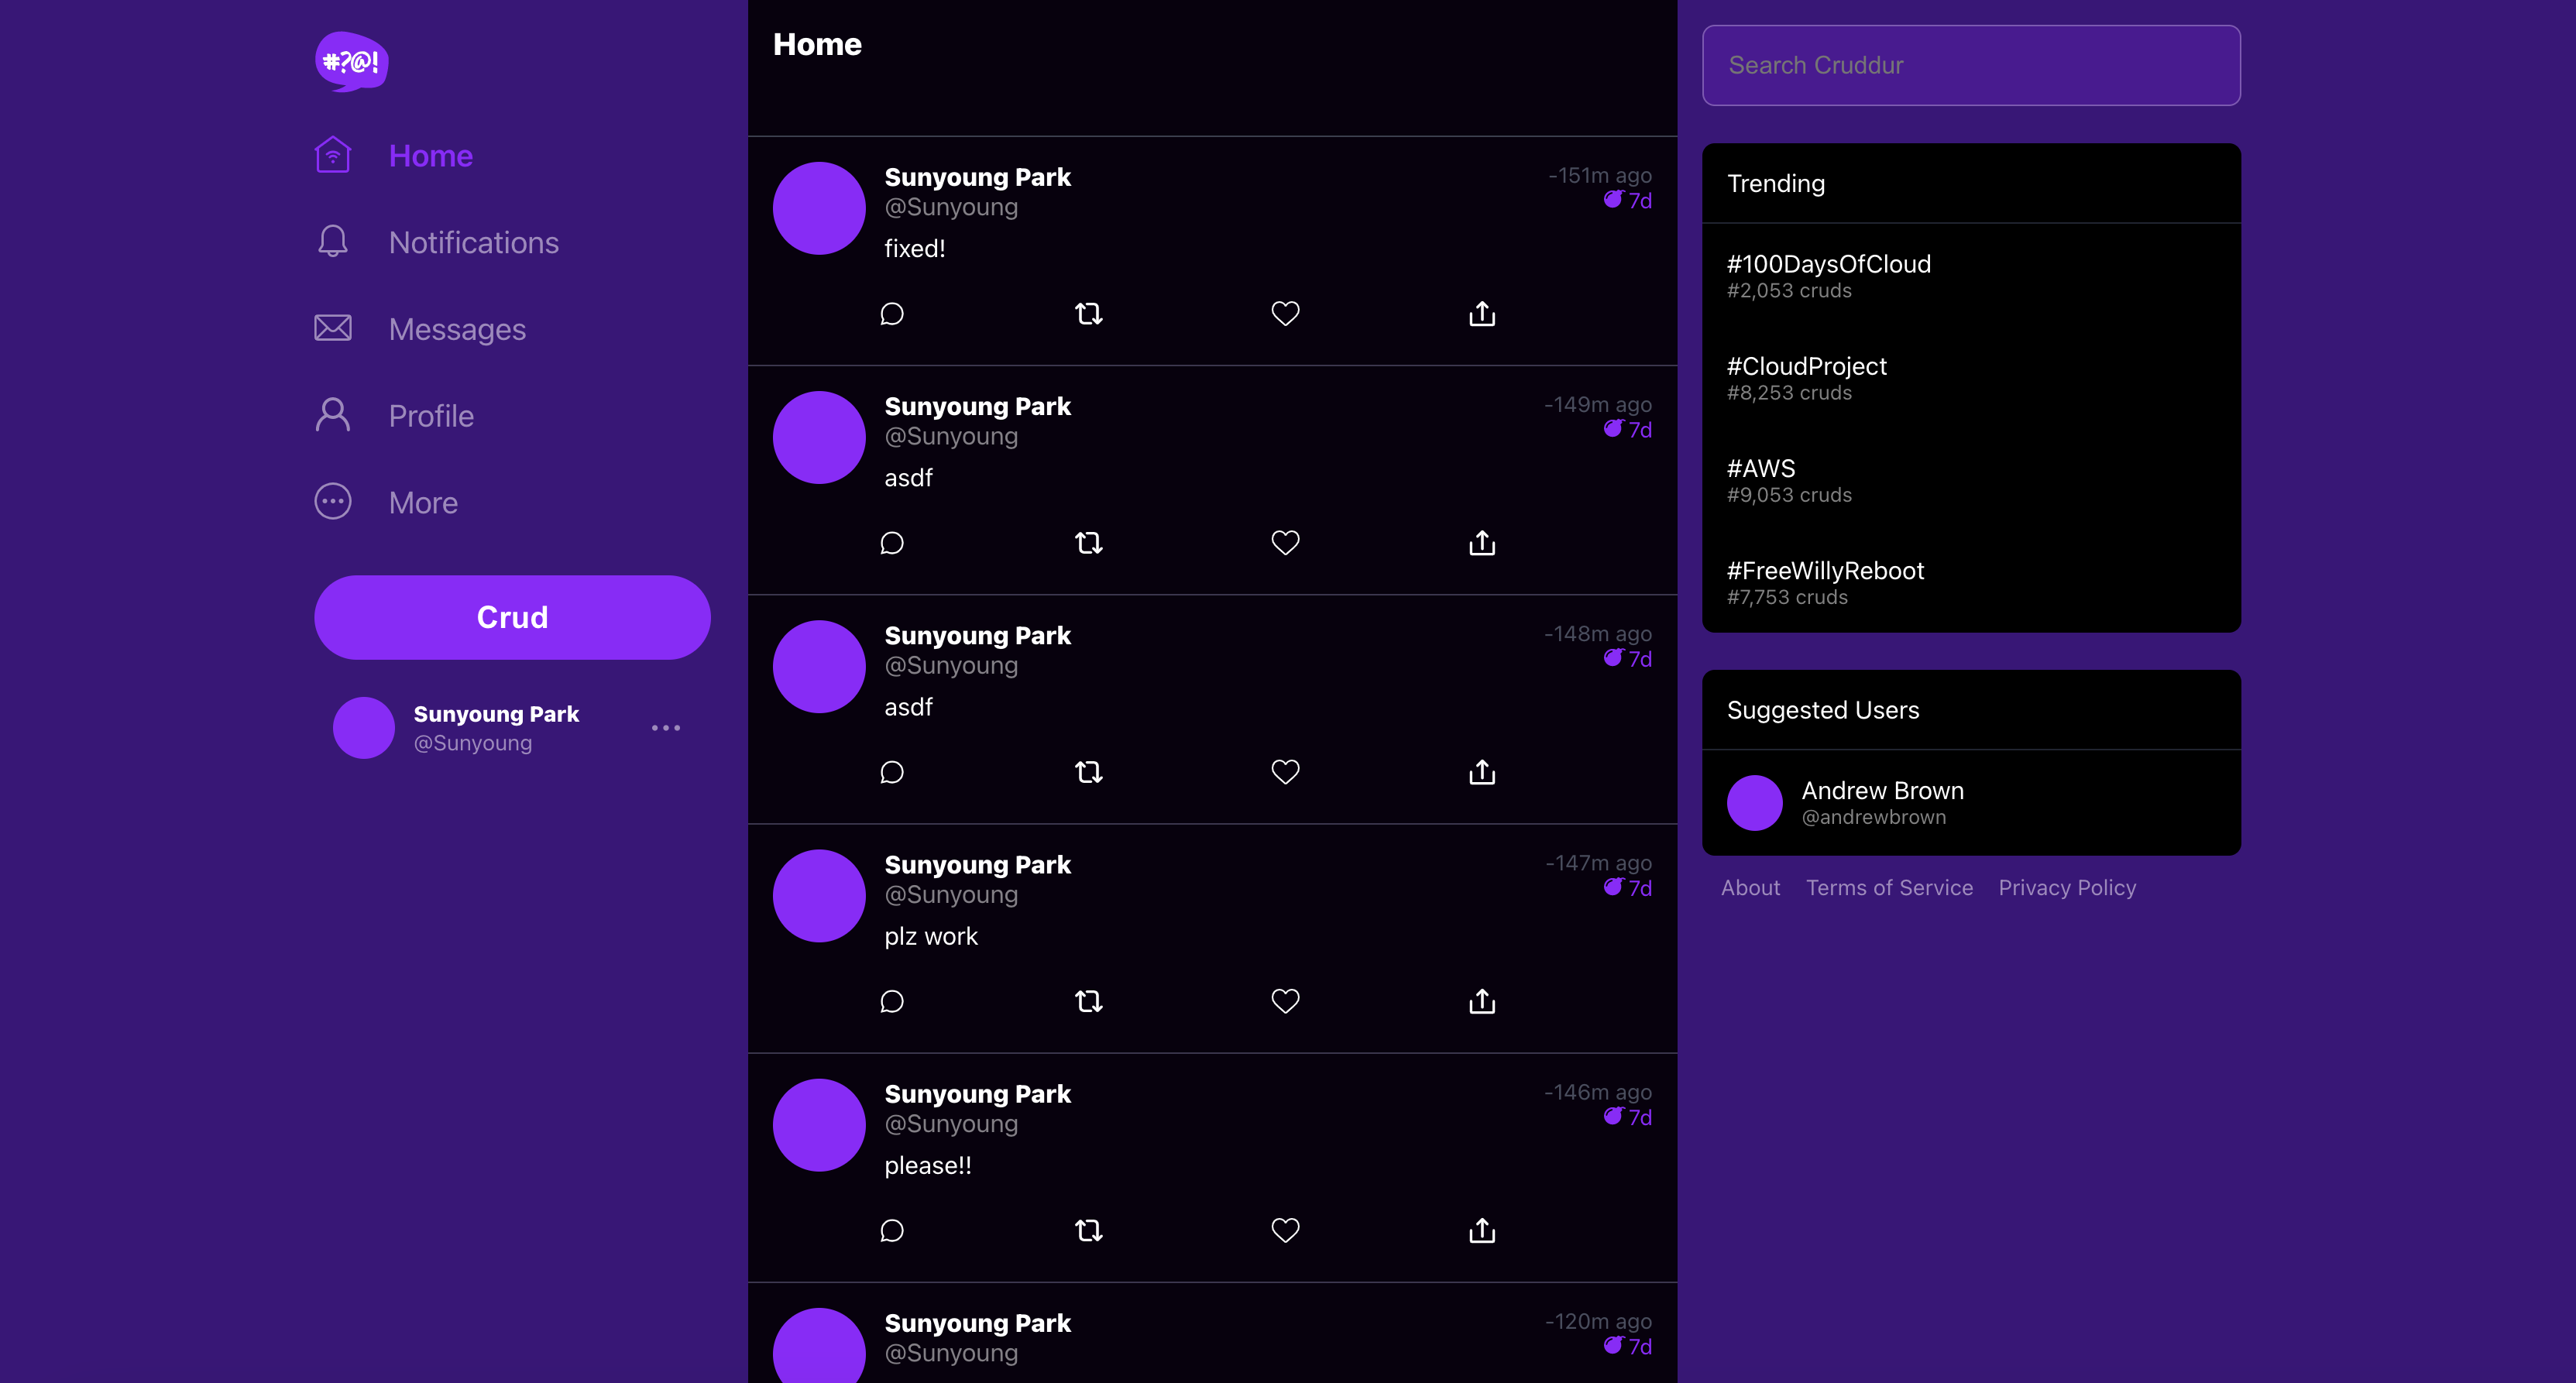 #?@!
Home
Notifications
Messages
Profile
More
Crud
Sunyoung Park
@Sunyoung
Home
Sunyoung Park
-151m ago
@Sunyoung
7d
fixed!
Sunyoung Park
-149m ago
@Sunyoung
7d
asdf
Sunyoung Park
-148m ago
@Sunyoung
7d
asdf
Sunyoung Park
-147m ago
@Sunyoung
7d
plz work
Sunyoung Park
-146m ago
@Sunyoung
7d
please!!
Sunyoung Park
-120m ago
@Sunyoung
7d
Search Cruddur
Trending
#100DaysOfCloud
#2,053 cruds
#CloudProject
#8,253 cruds
#AWS
#9,053 cruds
#FreeWillyReboot
#7,753 cruds
Suggested Users
Andrew Brown
@andrewbrown
About Terms of Service Privacy Policy